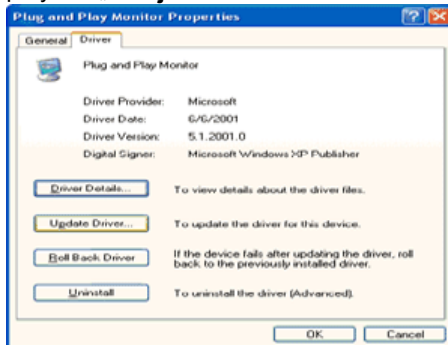 Plug and Play Monitor Properties
General Driver
Plug and Play Monitor
Driver Provider: Microsoft
Driver Date: 6/6/2001
Driver Version: 5.1.2001.0
Digital Signer: Microsoft Windows XP Publisher
Driver Details... To view details about the driver files.
Update Driver... To update the driver for this device.
Roll Back Driver If the device fails after updating the driver, roll
back to the previously installed driver.
Uninstall To uninstall the driver (Advanced).
OK Cancel